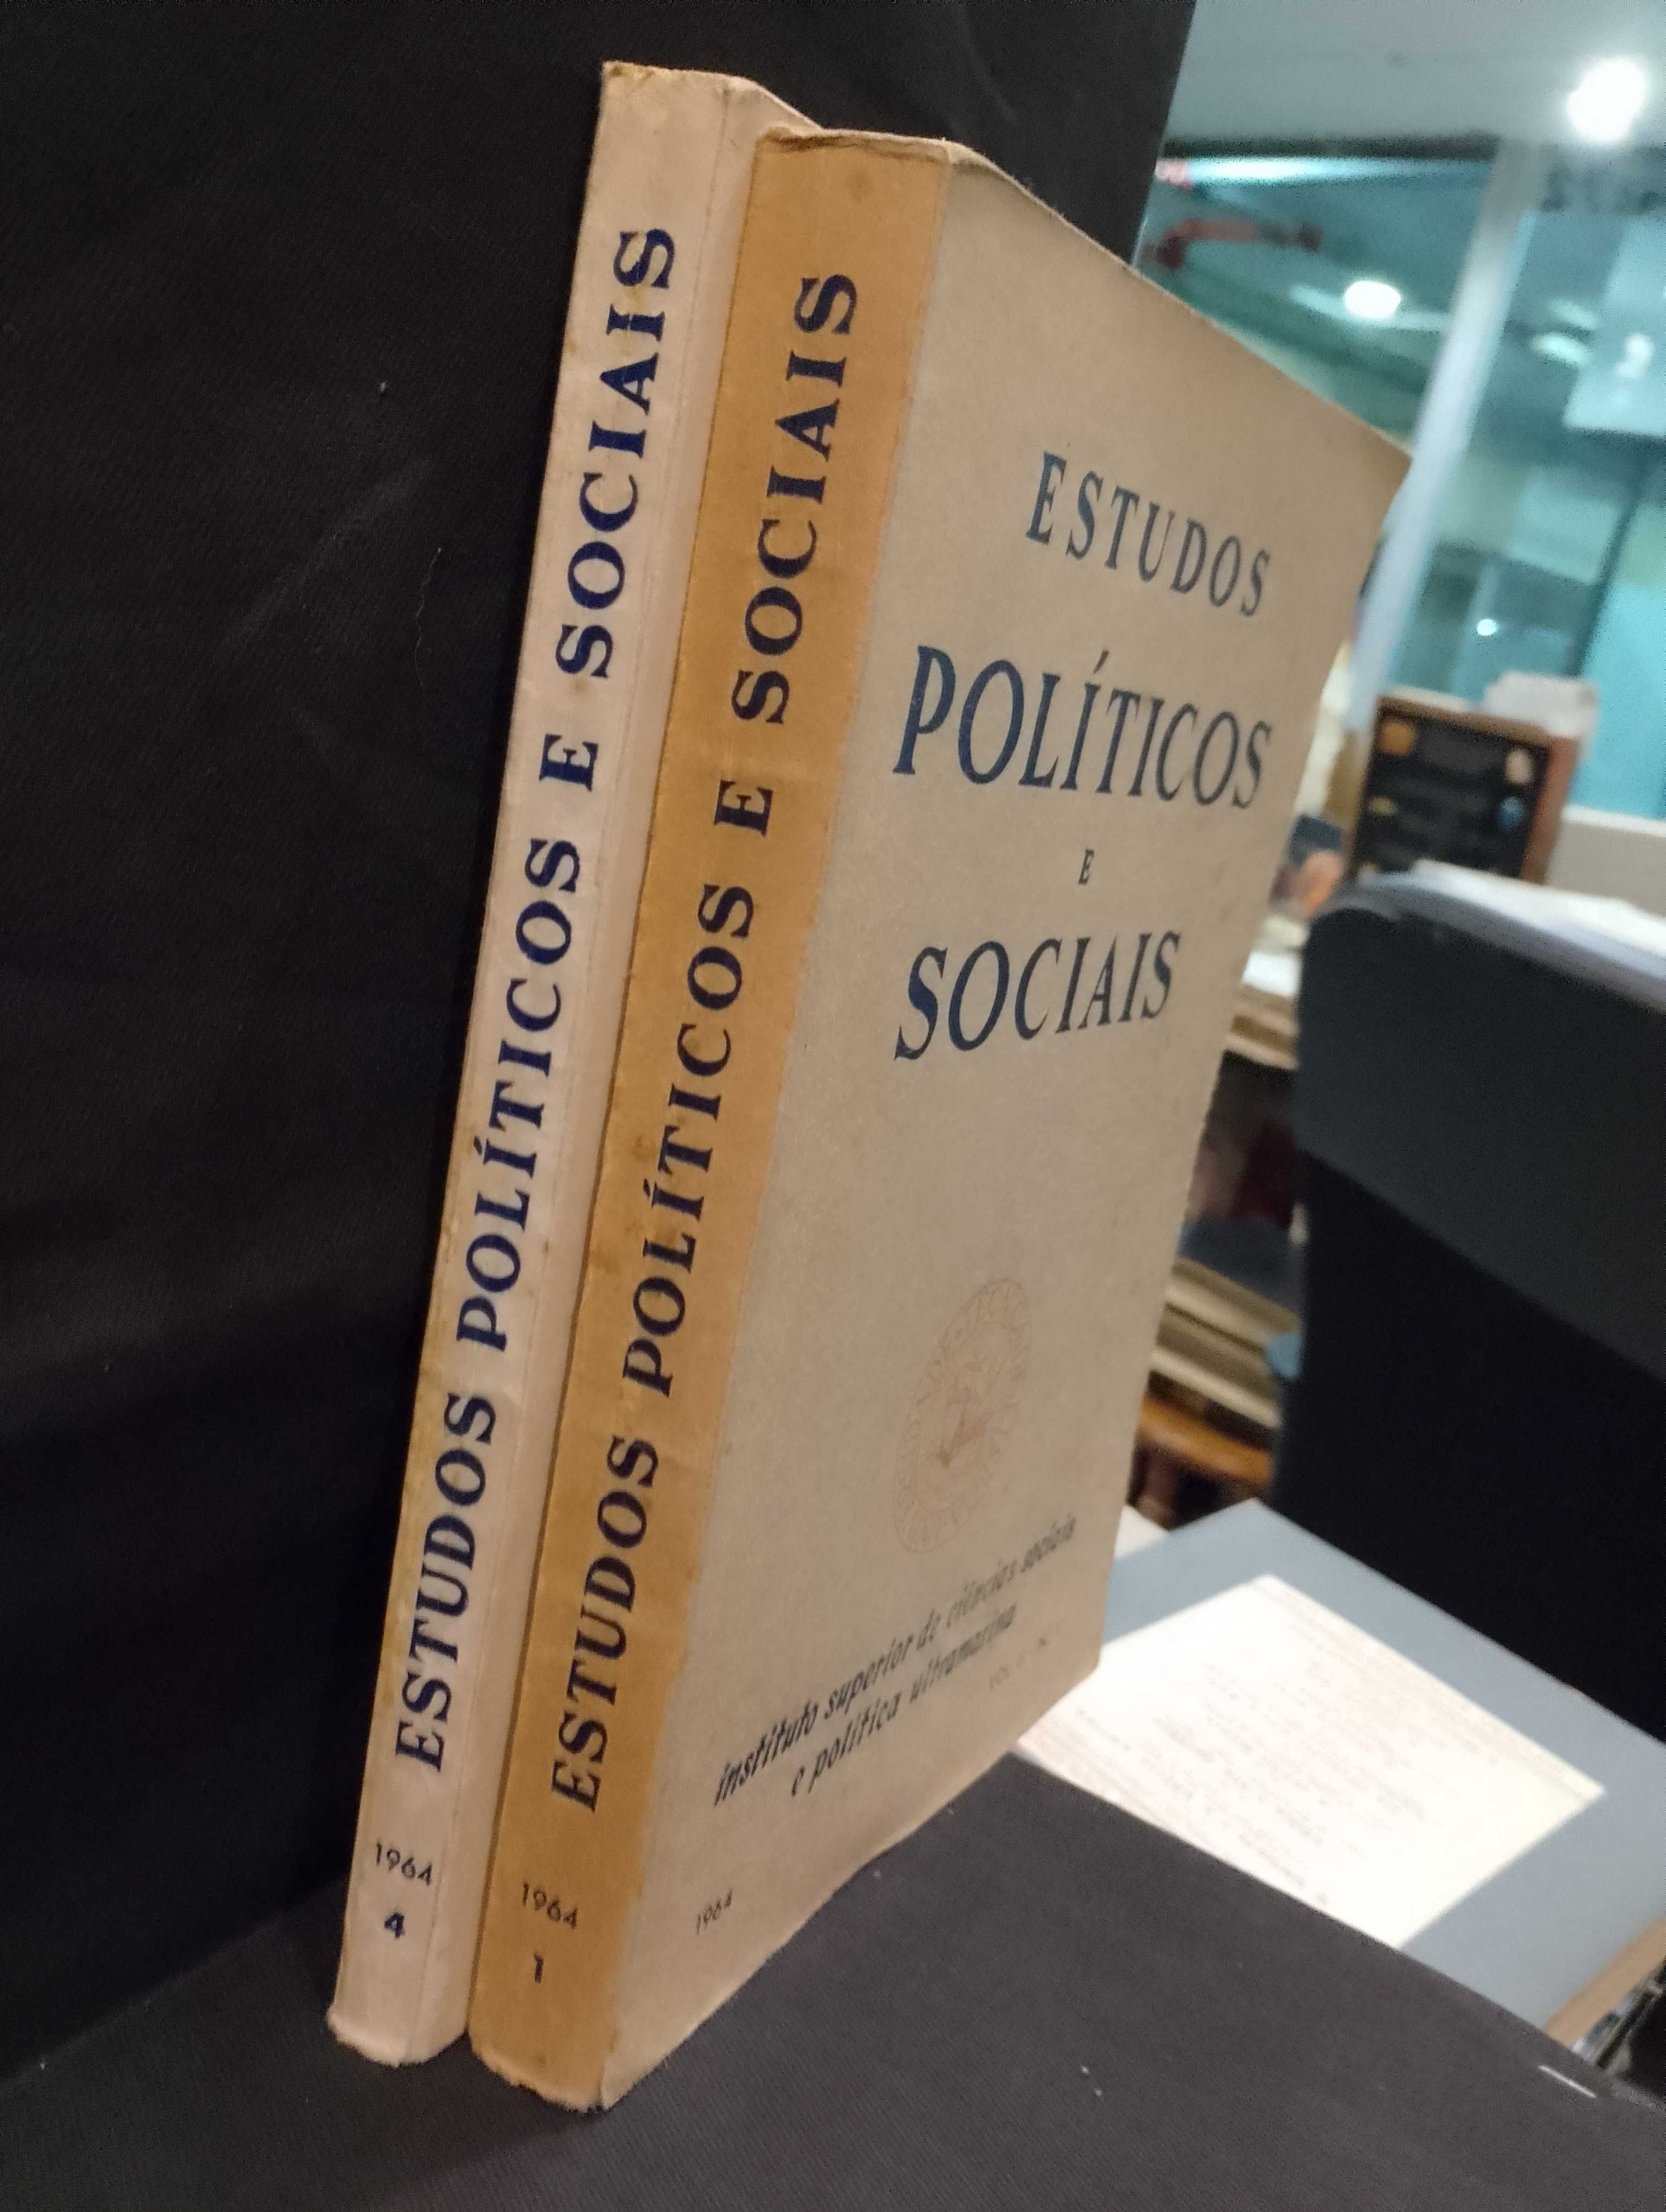 ESTUDOS POLÍTICOS E SOCIAIS
1964
4
ESTUDOS POLÍTICOS E SOCIAIS
1964
1
ESTUDOS
POLÍTICOS
E
SOCIAIS
instituto superior de ciências sociais
e política ultramarina
VOL.
1964